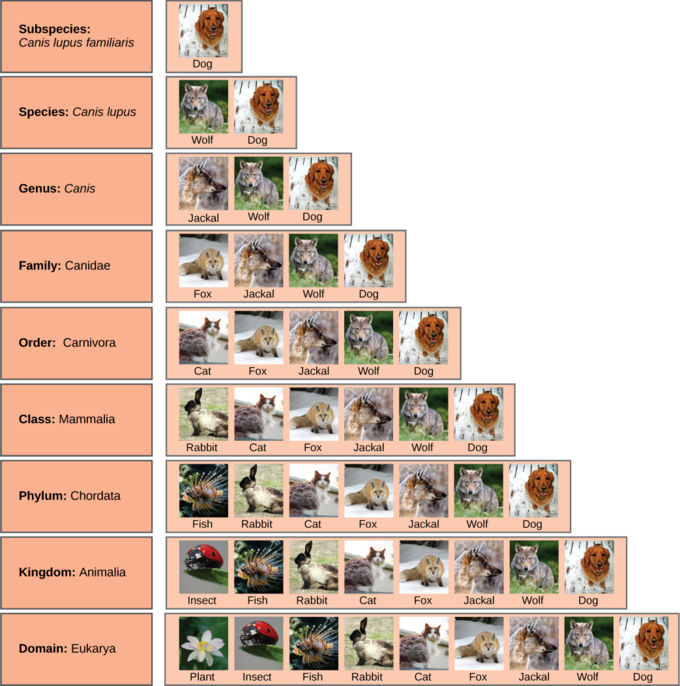 Subspecies:
Canis lupus familiaris
Dog
Species: Canis lupus
Wolf Dog
Genus: Canis
Jackal Wolf Dog
Family: Canidae
Fox Jackal Wolf Dog
Order: Carnivora
Cat Fox Jackal Wolf Dog
Class: Mammalia
Rabbit Cat Fox Jackal Wolf Dog
Phylum: Chordata
Fish Rabbit Cat Fox Jackal Wolf Dog
Kingdom: Animalia
Insect Fish Rabbit Cat Fox Jackal Wolf Dog
Domain: Eukarya
Plant Insect Fish Rabbit Cat Fox Jackal Wolf Dog